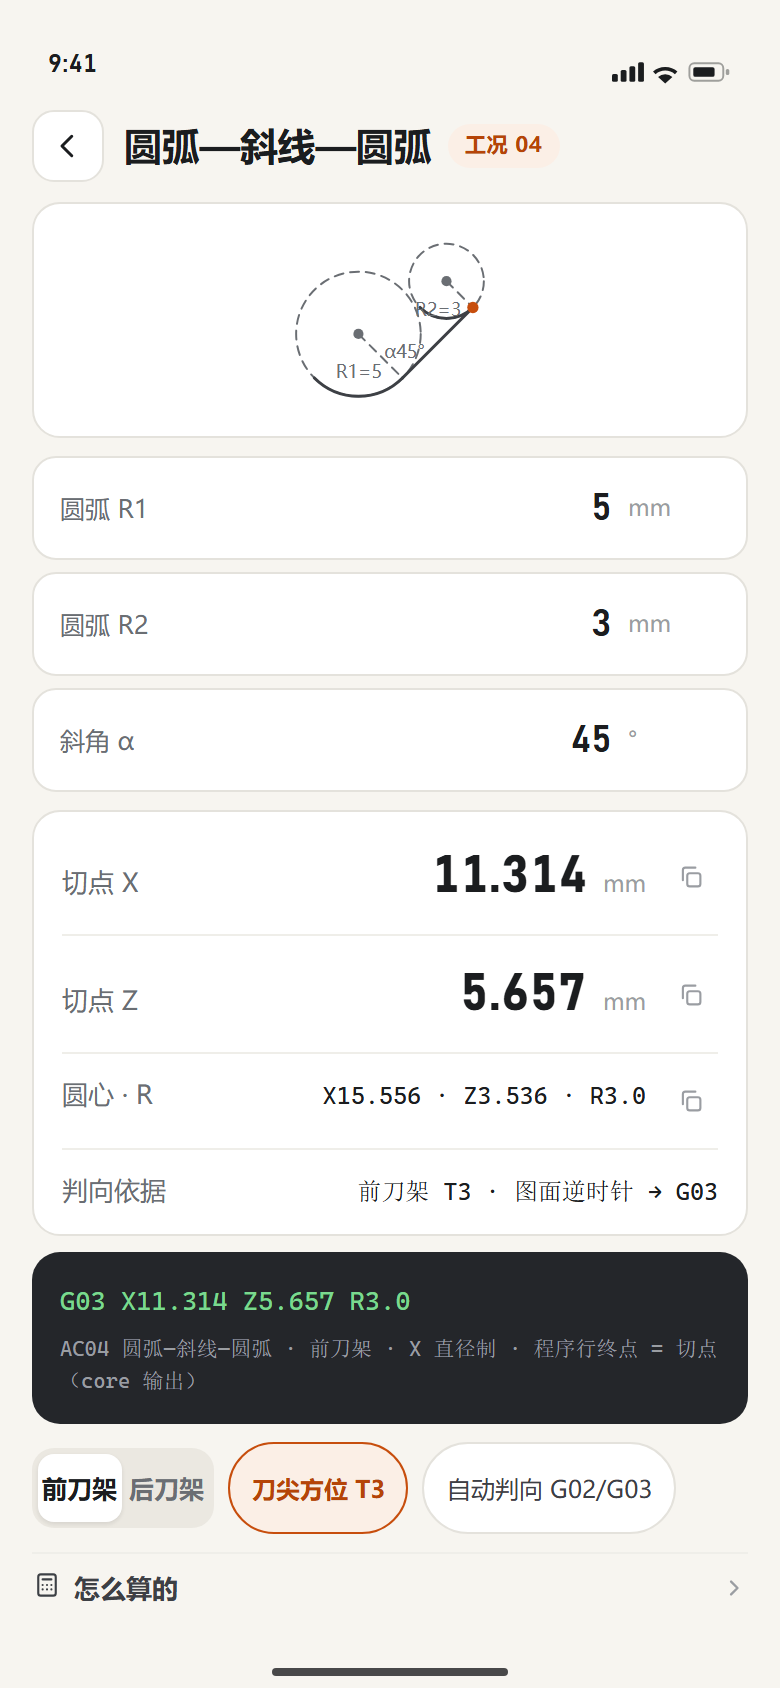 9:41
圆弧—斜线—圆弧 工况 04
R2=3
α45°
R1=5
圆弧 R1 5 mm
圆弧 R2 3 mm
斜角 α 45 °
切点 X 11.314 mm
切点 Z 5.657 mm
圆心 · R X15.556 · Z3.536 · R3.0
判向依据 前刀架 T3 · 图面逆时针 → G03
G03 X11.314 Z5.657 R3.0
AC04 圆弧—斜线—圆弧 · 前刀架 · X 直径制 · 程序行终点 = 切点
（core 输出）
前刀架 后刀架 刀尖方位 T3 自动判向 G02/G03
怎么算的